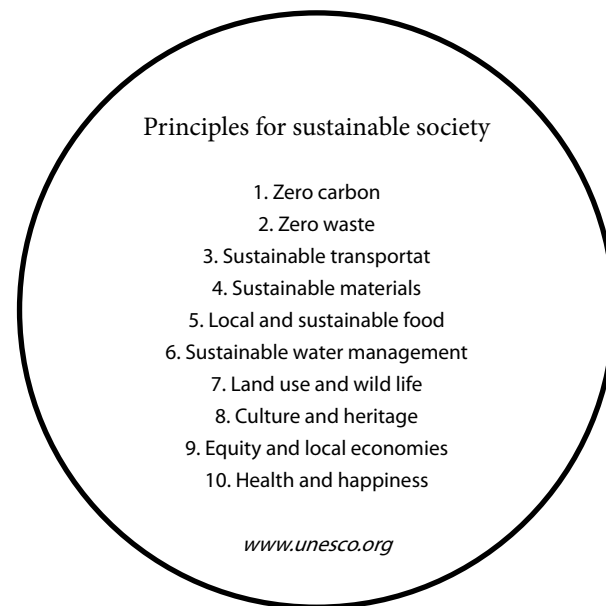 Principles for sustainable society
1. Zero carbon
2. Zero waste
3. Sustainable transportat
4. Sustainable materials
5. Local and sustainable food
6. Sustainable water management
7. Land use and wild life
8. Culture and heritage
9. Equity and local economies
10. Health and happiness
www.unesco.org